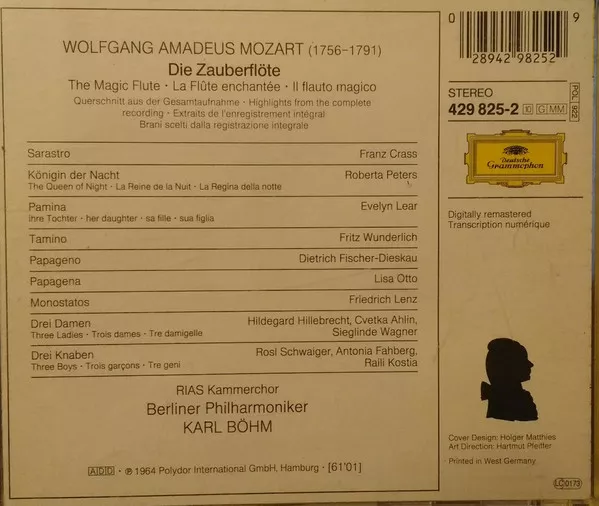 WOLFGANG AMADEUS MOZART (1756–1791)
Die Zauberflöte
The Magic Flute · La Flûte enchantée · Il flauto magico
Querschnitt aus der Gesamtaufnahme · Highlights from the complete
recording · Extraits de l'enregistrement intégral
Brani scelti dalla registrazione integrale
Sarastro Franz Crass
Königin der Nacht Roberta Peters
The Queen of Night · La Reine de la Nuit · La Regina della notte
Pamina Evelyn Lear
ihre Tochter · her daughter · sa fille · sua figlia
Tamino Fritz Wunderlich
Papageno Dietrich Fischer-Dieskau
Papagena Lisa Otto
Monostatos Friedrich Lenz
Drei Damen Hildegard Hillebrecht, Cvetka Ahlin,
Three Ladies · Trois dames · Tre damigelle Sieglinde Wagner
Drei Knaben Rosl Schwaiger, Antonia Fahberg,
Three Boys · Trois garçons · Tre geni Raili Kostia
RIAS Kammerchor
Berliner Philharmoniker
KARL BÖHM
ADD · ℗ 1964 Polydor International GmbH, Hamburg · [61'01]
0 28942 98252 9
STEREO
429 825-2 10 G MM
POL. 922
Deutsche
Grammophon
Digitally remastered
Transcription numérique
Cover Design: Holger Matthies
Art Direction: Hartmut Pfeiffer
Printed in West Germany
LC 0173